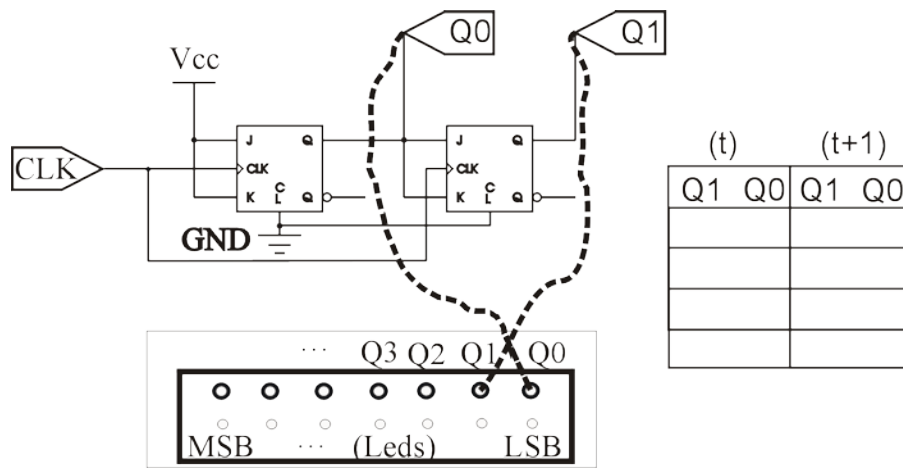 Q0 Q1
Vcc
(t) (t+1)
J Q J Q
CLK CLK CLK
Q1 Q0 Q1 Q0
K CL Q K CL Q
GND
... Q3 Q2 Q1 Q0
MSB ... (Leds) LSB